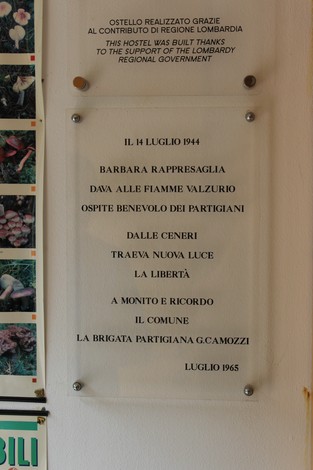 OSTELLO REALIZZATO GRAZIE
AL CONTRIBUTO DI REGIONE LOMBARDIA
THIS HOSTEL WAS BUILT THANKS
TO THE SUPPORT OF THE LOMBARDY
REGIONAL GOVERNMENT
IL 14 LUGLIO 1944
BARBARA RAPPRESAGLIA
DAVA ALLE FIAMME VALZURIO
OSPITE BENEVOLO DEI PARTIGIANI
DALLE CENERI
TRAEVA NUOVA LUCE
LA LIBERTÀ
A MONITO E RICORDO
IL COMUNE
LA BRIGATA PARTIGIANA G.CAMOZZI
LUGLIO 1965
BILI